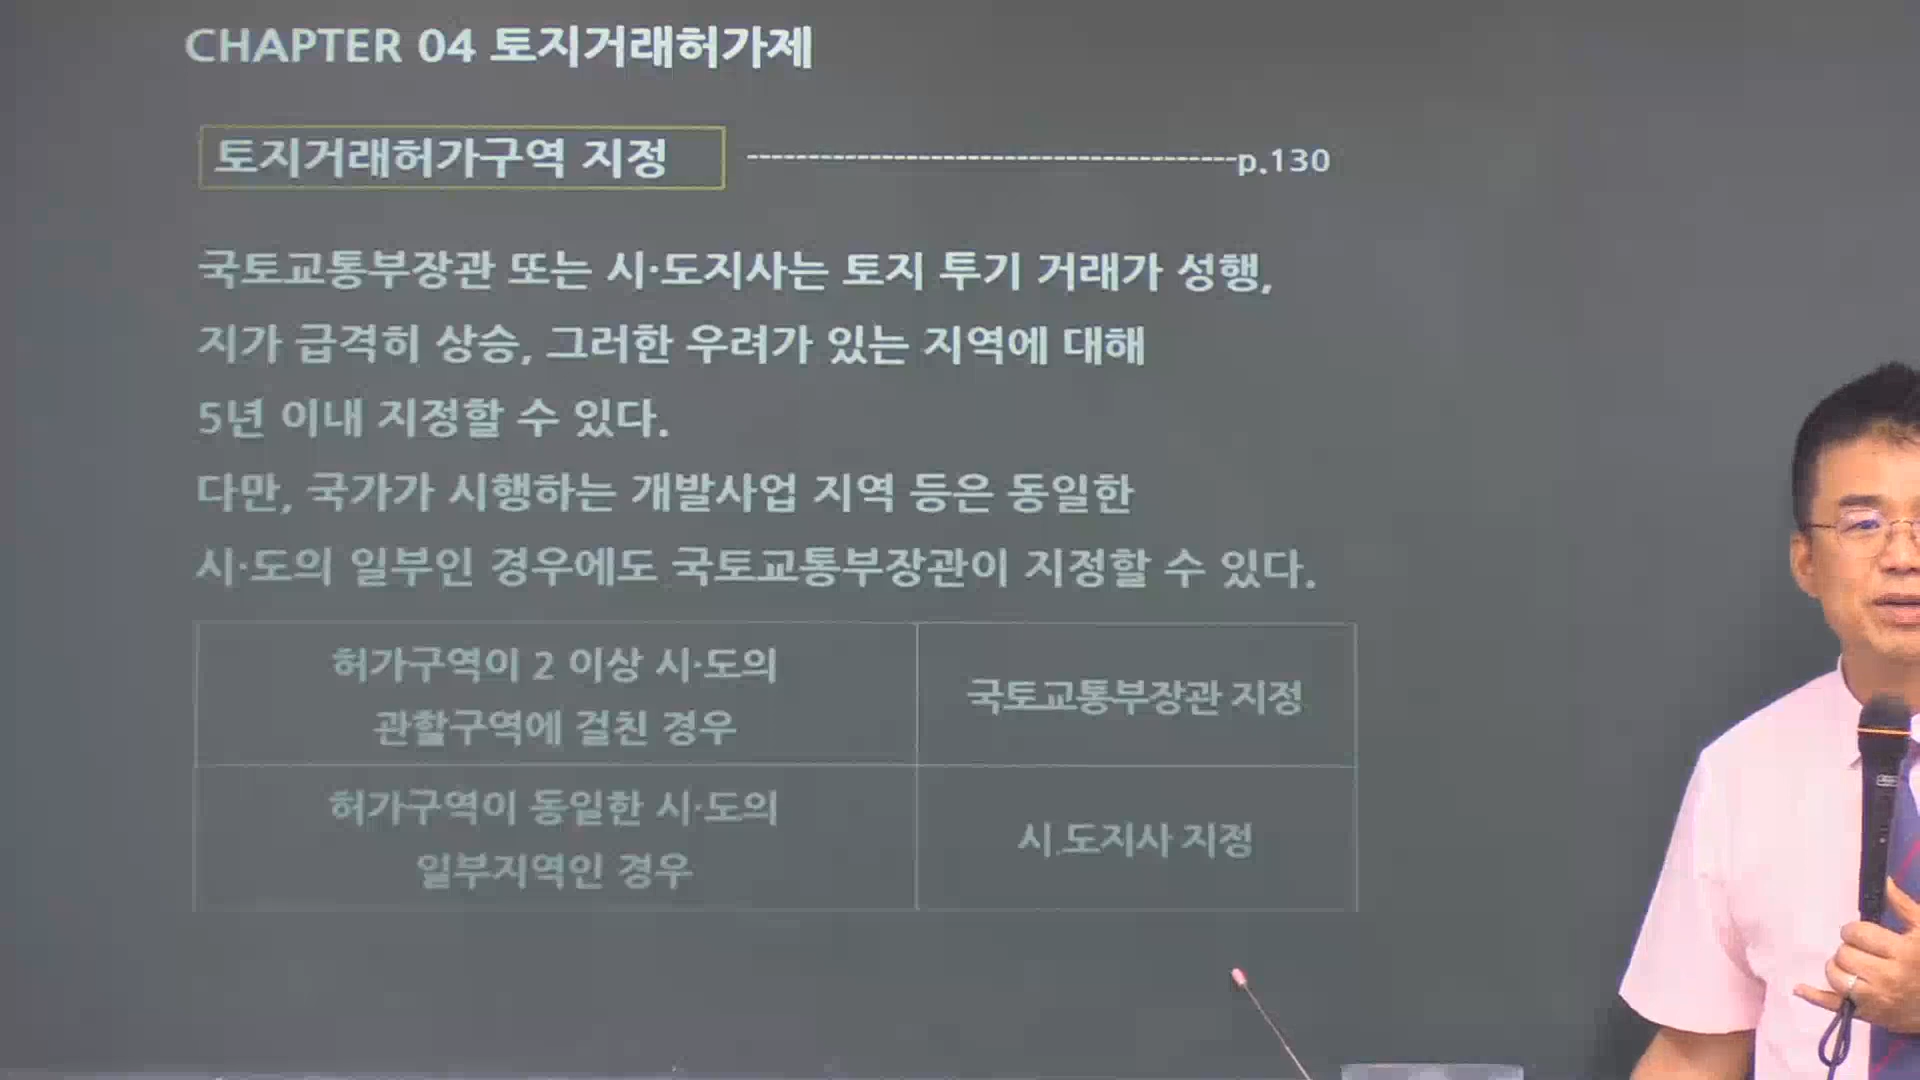 CHAPTER 04 토지거래허가제
토지거래허가구역 지정 ----------------------------------------p.130
국토교통부장관 또는 시·도지사는 토지 투기 거래가 성행,
지가 급격히 상승, 그러한 우려가 있는 지역에 대해
5년 이내 지정할 수 있다.
다만, 국가가 시행하는 개발사업 지역 등은 동일한
시·도의 일부인 경우에도 국토교통부장관이 지정할 수 있다.
허가구역이 2 이상 시·도의
관할구역에 걸친 경우
국토교통부장관 지정
허가구역이 동일한 시·도의
일부지역인 경우
시.도지사 지정